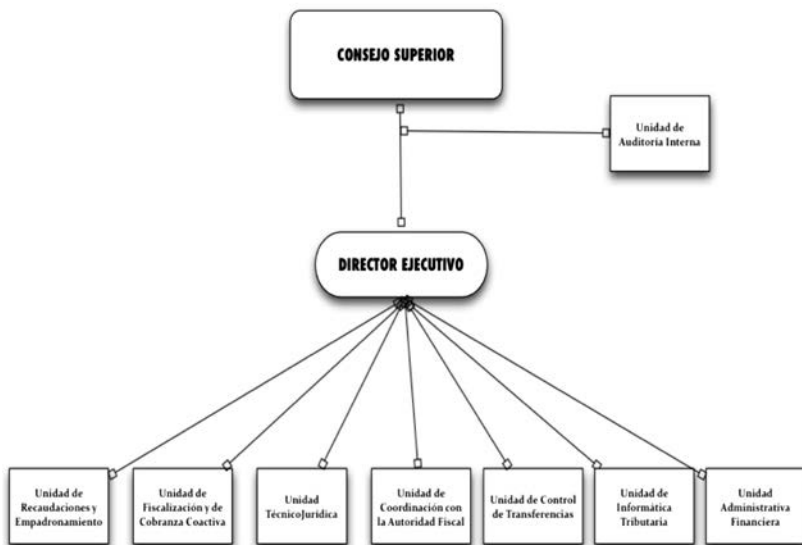 CONSEJO SUPERIOR
Unidad de
Auditoría Interna
DIRECTOR EJECUTIVO
Unidad de
Recaudaciones y
Empadronamiento
Unidad de
Fiscalización y de
Cobranza Coactiva
Unidad
TécnicoJurídica
Unidad de
Coordinación con
la Autoridad Fiscal
Unidad de Control
de Transferencias
Unidad de
Informática
Tributaria
Unidad
Administrativa
Financiera